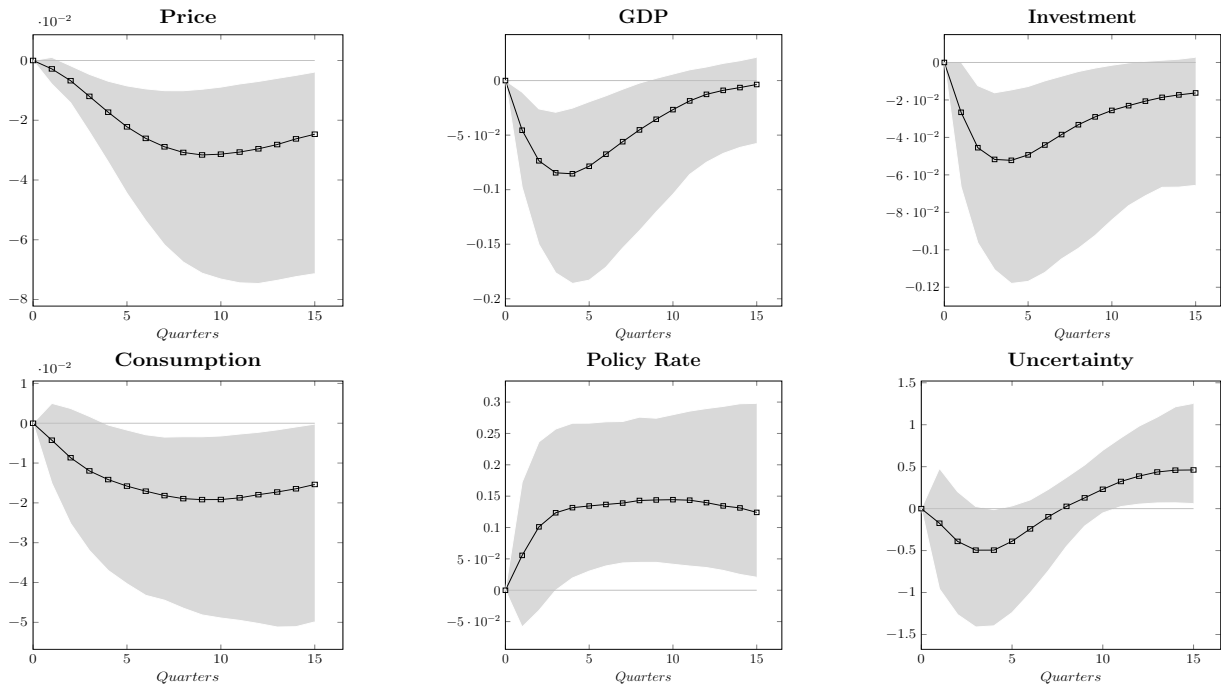 Price
·10⁻²
0
−2
−4
−6
−8
0 5 10 15
Quarters
GDP
0
−5 · 10⁻²
−0.1
−0.15
−0.2
0 5 10 15
Quarters
Investment
0
−2 · 10⁻²
−4 · 10⁻²
−6 · 10⁻²
−8 · 10⁻²
−0.1
−0.12
0 5 10 15
Quarters
Consumption
·10⁻²
1
0
−1
−2
−3
−4
−5
0 5 10 15
Quarters
Policy Rate
0.3
0.25
0.2
0.15
0.1
5 · 10⁻²
0
−5 · 10⁻²
0 5 10 15
Quarters
Uncertainty
1.5
1
0.5
0
−0.5
−1
−1.5
0 5 10 15
Quarters